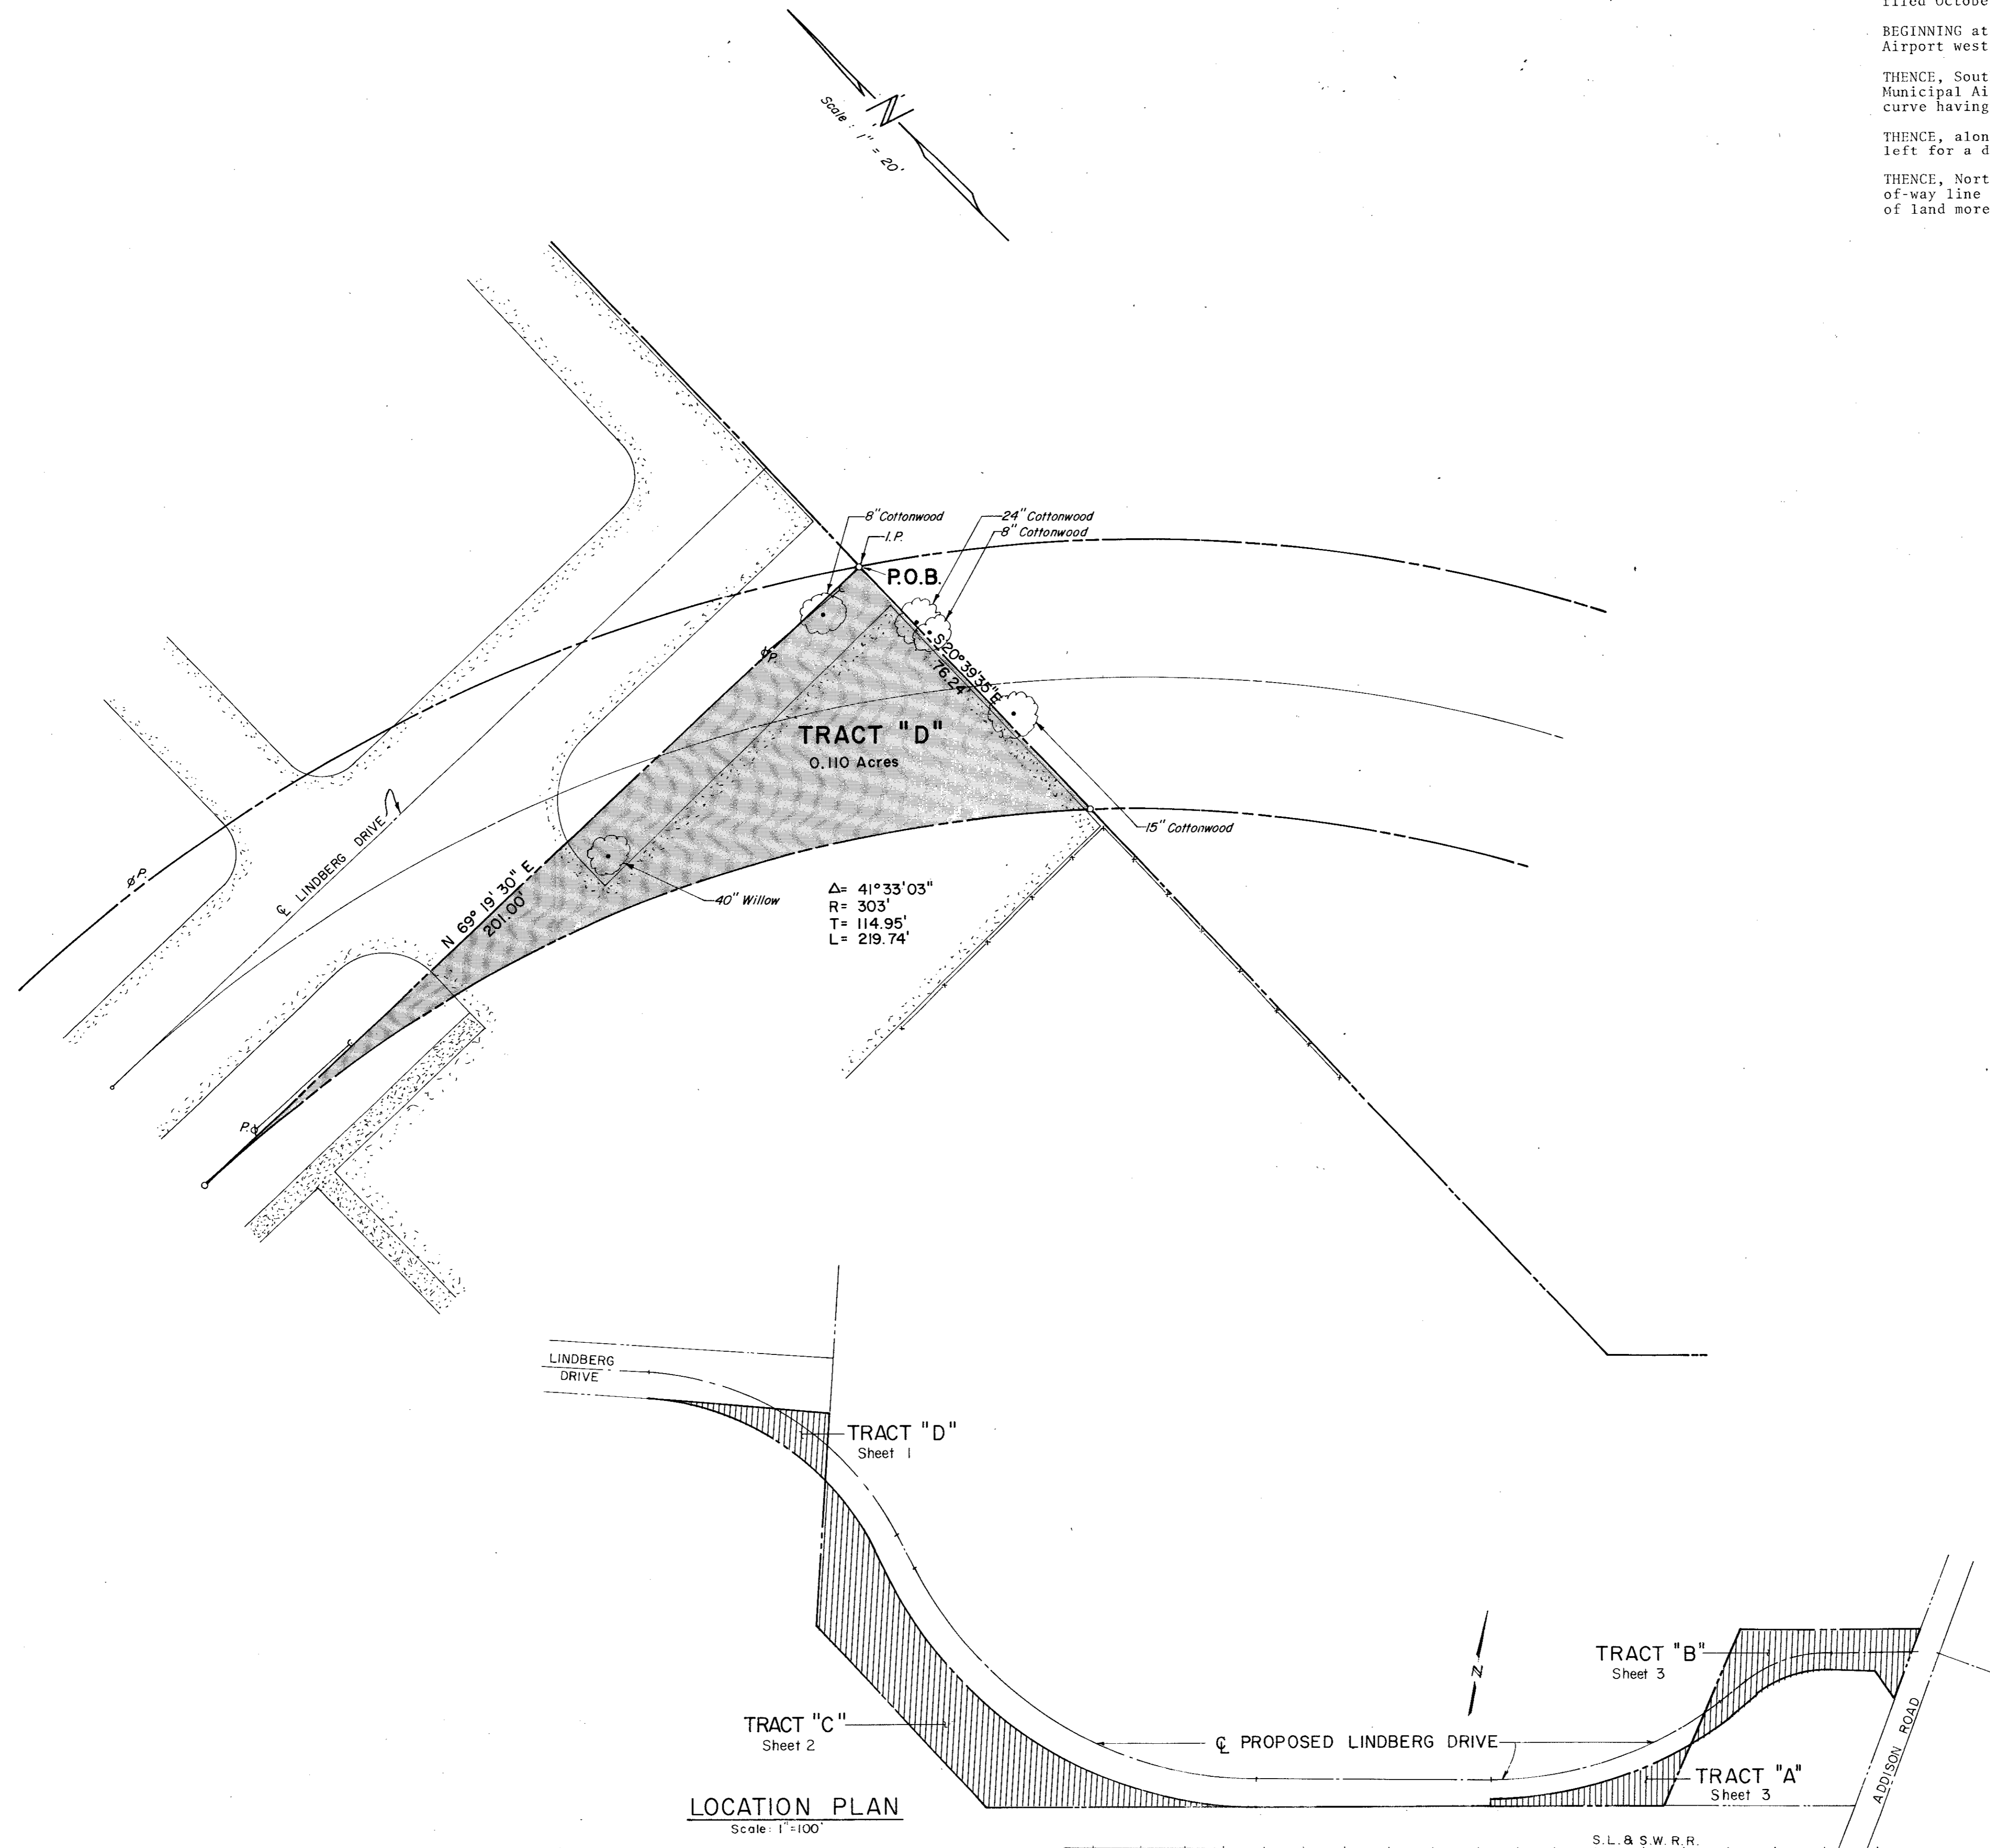 filed Octobe
BEGINNING at
Airport west
THENCE, Sout
Municipal Ai
curve having
THENCE, alon
left for a d
THENCE, Nort
of-way line
of land more
N
Scale : 1" = 20'
8" Cottonwood
24" Cottonwood
I.P.
8" Cottonwood
P.O.B.
P.
S 20° 39' 35" E
76.24'
TRACT "D"
0.110 Acres
15" Cottonwood
℄ LINDBERG DRIVE
P.
N 69° 19' 30" E
201.00'
40" Willow
Δ= 41° 33' 03"
R= 303'
T= 114.95'
L= 219.74'
P.
LINDBERG
DRIVE
TRACT "D"
Sheet 1
N
TRACT "B"
Sheet 3
TRACT "C"
Sheet 2
℄ PROPOSED LINDBERG DRIVE
TRACT "A"
Sheet 3
ADDISON ROAD
LOCATION PLAN
Scale: 1"=100'
S.L. & S.W. R.R.